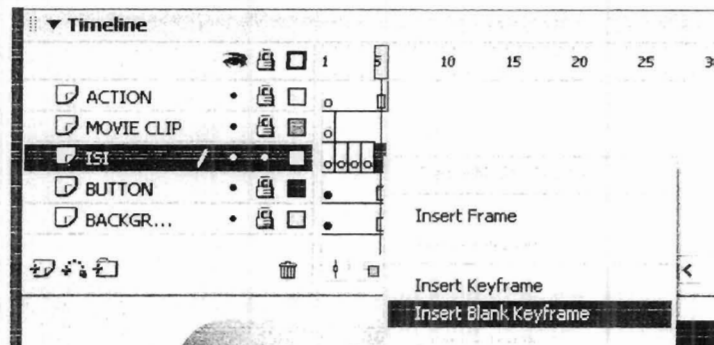 Timeline
1 5 10 15 20 25 30
ACTION
MOVIE CLIP
ISI
BUTTON
BACKGR...
Insert Frame
Insert Keyframe
Insert Blank Keyframe